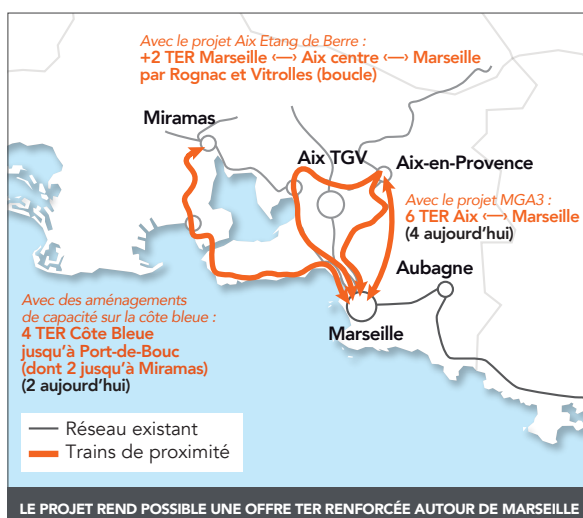 Avec le projet Aix Etang de Berre :
+2 TER Marseille <—> Aix centre <—> Marseille
par Rognac et Vitrolles (boucle)
Miramas
Aix TGV
Aix-en-Provence
Avec le projet MGA3 :
6 TER Aix <—> Marseille
(4 aujourd'hui)
Aubagne
Marseille
Avec des aménagements
de capacité sur la côte bleue :
4 TER Côte Bleue
jusqu'à Port-de-Bouc
(dont 2 jusqu'à Miramas)
(2 aujourd'hui)
Réseau existant
Trains de proximité
LE PROJET REND POSSIBLE UNE OFFRE TER RENFORCÉE AUTOUR DE MARSEILLE